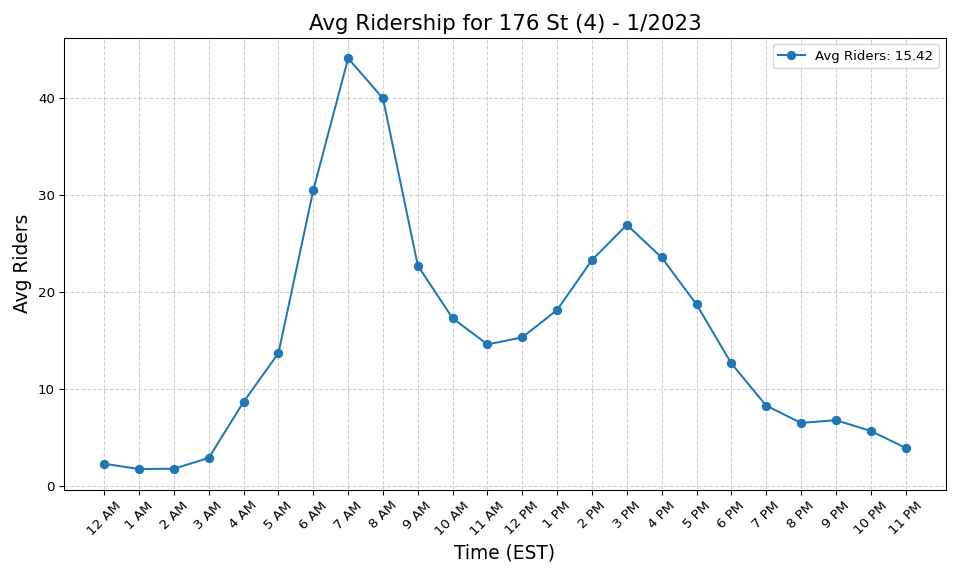 Avg Ridership for 176 St (4) - 1/2023
Avg Riders: 15.42
Avg Riders
40
30
20
10
0
12 AM
1 AM
2 AM
3 AM
4 AM
5 AM
6 AM
7 AM
8 AM
9 AM
10 AM
11 AM
12 PM
1 PM
2 PM
3 PM
4 PM
5 PM
6 PM
7 PM
8 PM
9 PM
10 PM
11 PM
Time (EST)